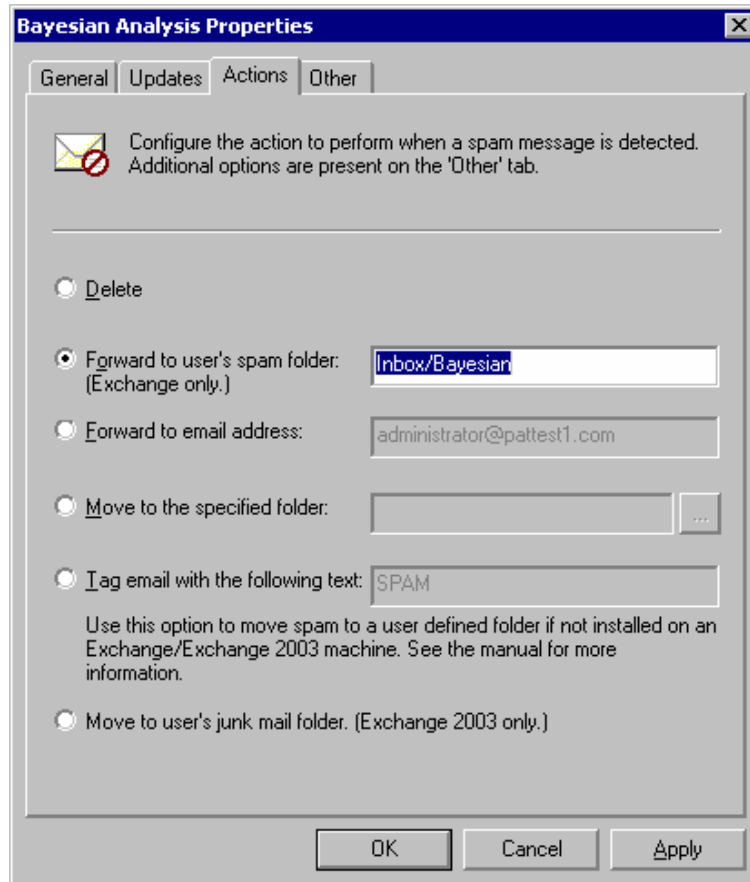 Bayesian Analysis Properties
General Updates Actions Other
Configure the action to perform when a spam message is detected.
Additional options are present on the 'Other' tab.
Delete
Forward to user's spam folder: Inbox/Bayesian
(Exchange only.)
Forward to email address: administrator@pattest1.com
Move to the specified folder: ...
Tag email with the following text: SPAM
Use this option to move spam to a user defined folder if not installed on an
Exchange/Exchange 2003 machine. See the manual for more
information.
Move to user's junk mail folder. (Exchange 2003 only.)
OK Cancel Apply